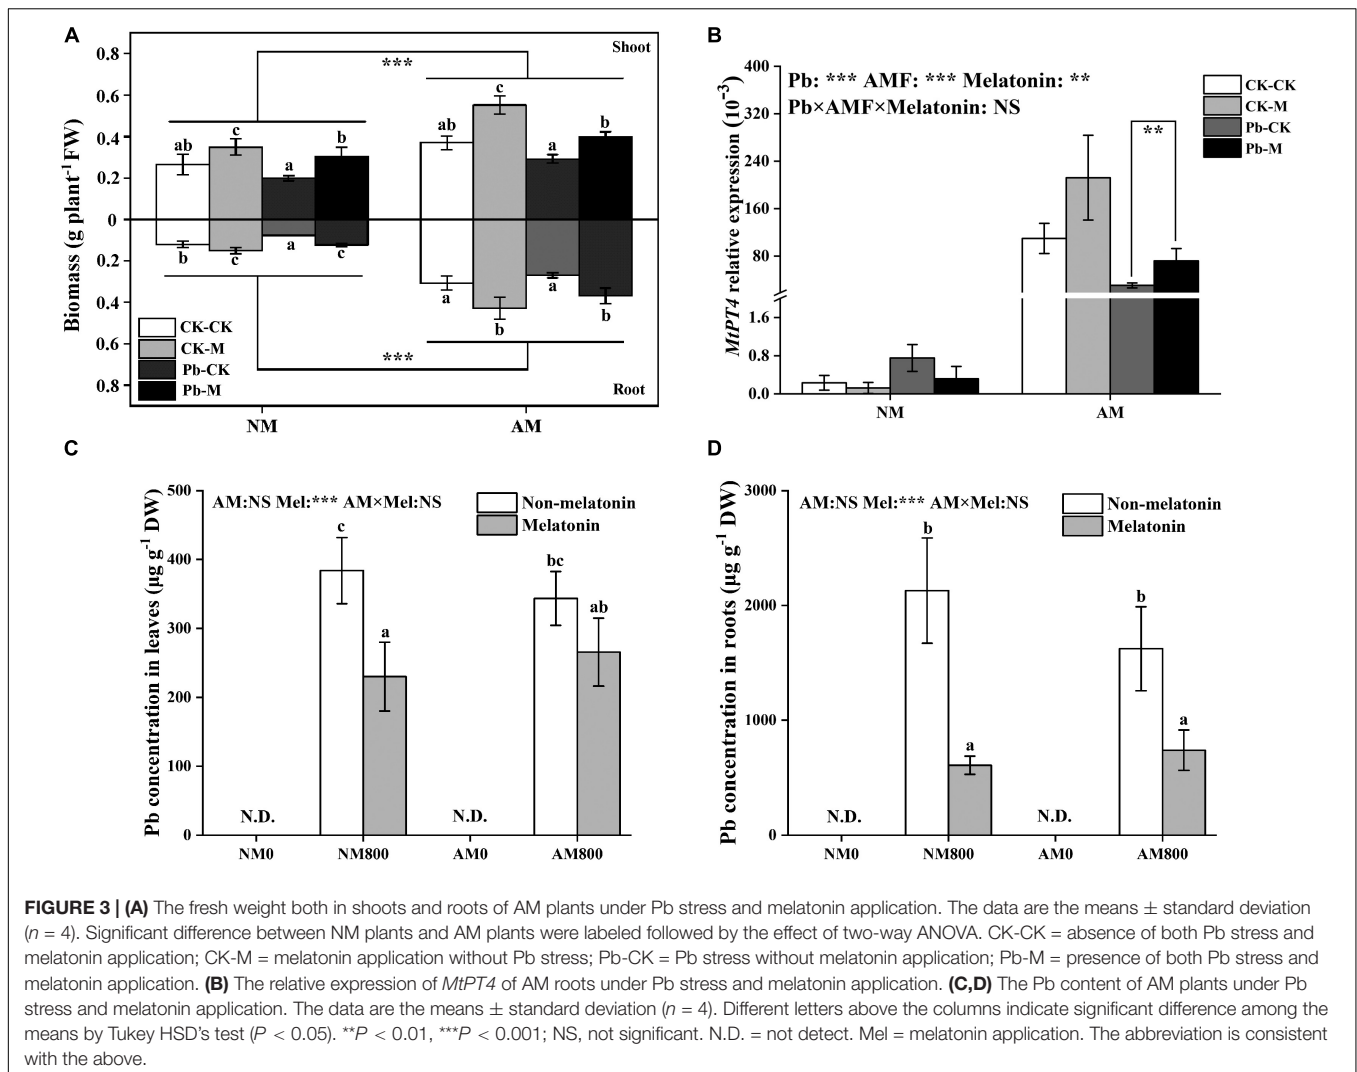 A
Shoot
***
0.8
0.6
0.4
0.2
0
0.2
0.4
0.6
0.8
Biomass (g plant⁻¹ FW)
ab
c
a
b
ab
c
a
b
b
c
a
c
a
b
a
b
***
CK-CK
CK-M
Pb-CK
Pb-M
Root
NM
AM
B
400
320
240
160
80
1.6
0.8
0.0
MtPT4 relative expression (10⁻³)
Pb: *** AMF: *** Melatonin: **
Pb×AMF×Melatonin: NS
CK-CK
CK-M
Pb-CK
Pb-M
**
NM
AM
C
500
400
300
200
100
0
Pb concentration in leaves (µg g⁻¹ DW)
AM:NS Mel:*** AM×Mel:NS
Non-melatonin
Melatonin
c
a
bc
ab
N.D.
N.D.
NM0
NM800
AM0
AM800
D
3000
2000
1000
0
Pb concentration in roots (µg g⁻¹ DW)
AM:NS Mel:*** AM×Mel:NS
Non-melatonin
Melatonin
b
a
b
a
N.D.
N.D.
NM0
NM800
AM0
AM800
FIGURE 3 | (A) The fresh weight both in shoots and roots of AM plants under Pb stress and melatonin application. The data are the means ± standard deviation
(n = 4). Significant difference between NM plants and AM plants were labeled followed by the effect of two-way ANOVA. CK-CK = absence of both Pb stress and
melatonin application; CK-M = melatonin application without Pb stress; Pb-CK = Pb stress without melatonin application; Pb-M = presence of both Pb stress and
melatonin application. (B) The relative expression of MtPT4 of AM roots under Pb stress and melatonin application. (C,D) The Pb content of AM plants under Pb
stress and melatonin application. The data are the means ± standard deviation (n = 4). Different letters above the columns indicate significant difference among the
means by Tukey HSD's test (P < 0.05). **P < 0.01, ***P < 0.001; NS, not significant. N.D. = not detect. Mel = melatonin application. The abbreviation is consistent
with the above.